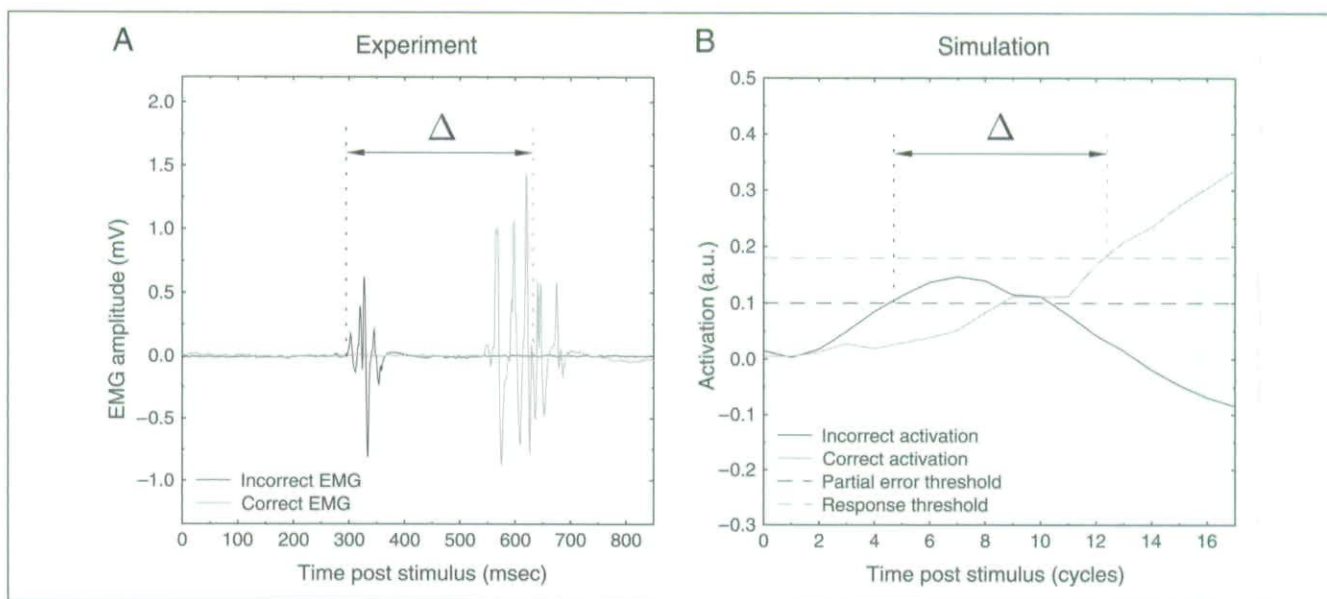 A
Experiment
EMG amplitude (mV)
2.0
1.5
1.0
0.5
0.0
−0.5
−1.0
Δ
Incorrect EMG
Correct EMG
0 100 200 300 400 500 600 700 800
Time post stimulus (msec)
B
Simulation
Activation (a.u.)
0.5
0.4
0.3
0.2
0.1
0.0
−0.1
−0.2
−0.3
Δ
Incorrect activation
Correct activation
Partial error threshold
Response threshold
0 2 4 6 8 10 12 14 16
Time post stimulus (cycles)